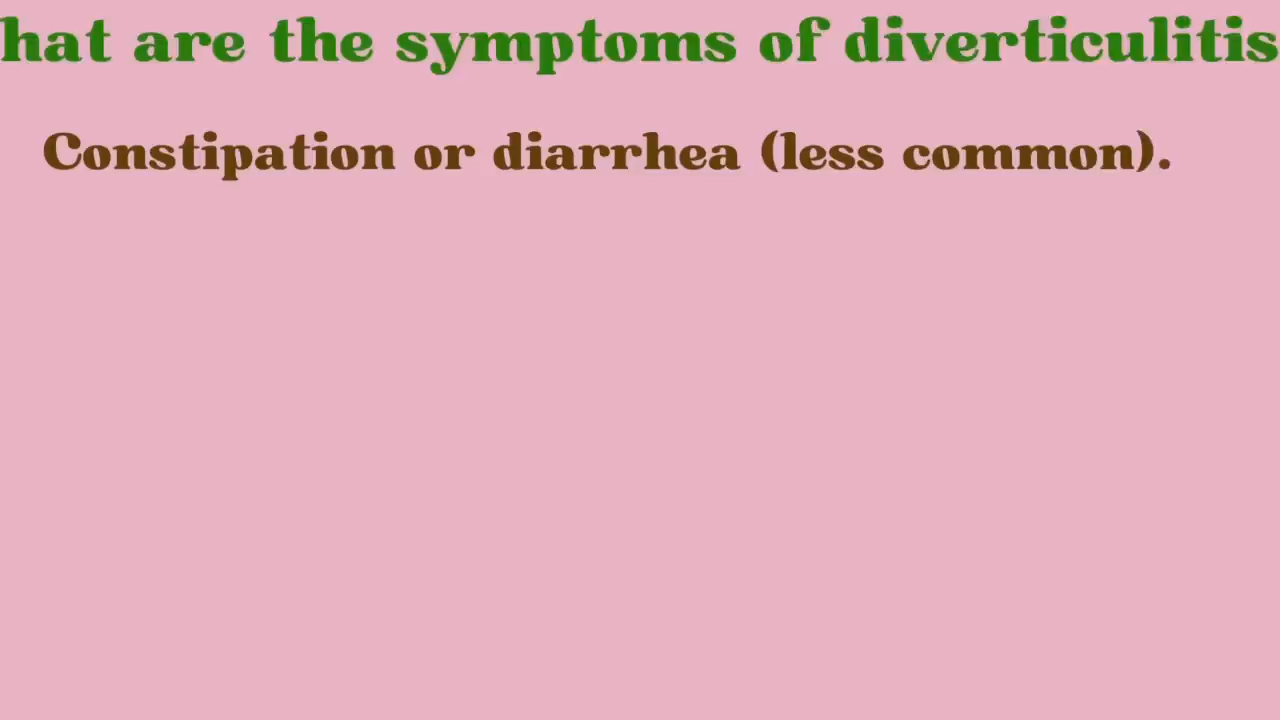 hat are the symptoms of diverticulitis
Constipation or diarrhea (less common).